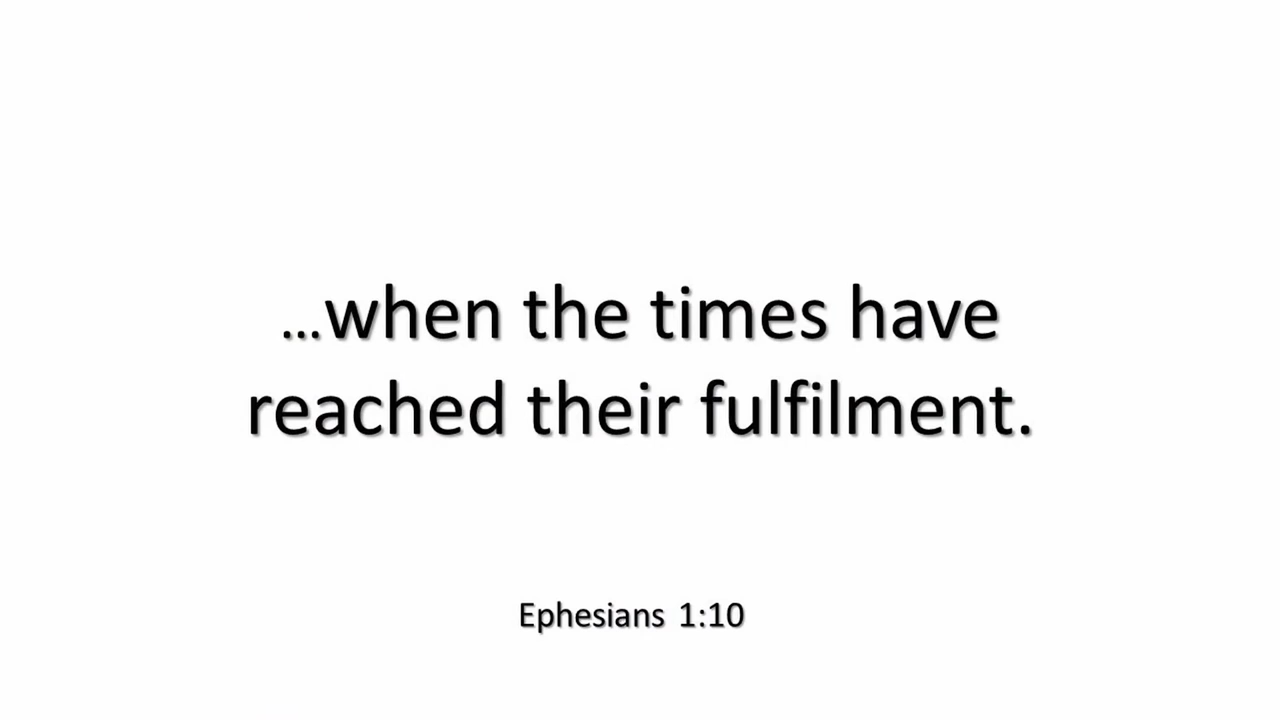 ...when the times have
reached their fulfilment.
Ephesians 1:10